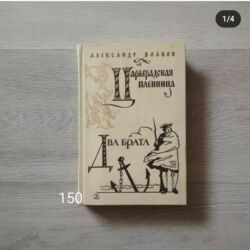 1/4
АЛЕКСАНДР ВОЛКОВ
Царьградская
пленница
Два брата
150